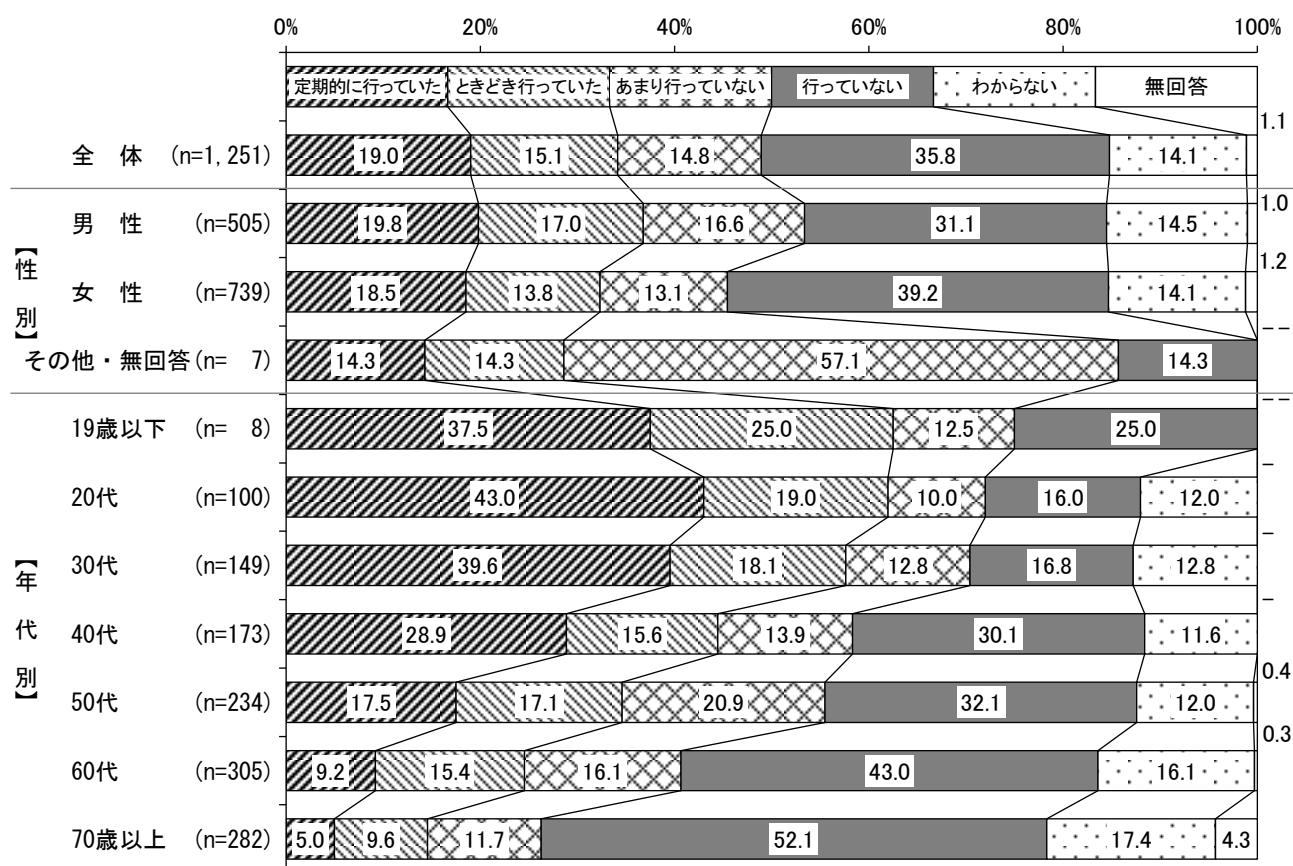 0% 20% 40% 60% 80% 100%
定期的に行っていた ときどき行っていた あまり行っていない 行っていない わからない 無回答
1.1
全 体 (n=1,251) 19.0 15.1 14.8 35.8 14.1
1.0
男 性 (n=505) 19.8 17.0 16.6 31.1 14.5
【性別】
1.2
女 性 (n=739) 18.5 13.8 13.1 39.2 14.1
--
その他・無回答(n= 7) 14.3 14.3 57.1 14.3
--
19歳以下 (n= 8) 37.5 25.0 12.5 25.0
-
20代 (n=100) 43.0 19.0 10.0 16.0 12.0
-
30代 (n=149) 39.6 18.1 12.8 16.8 12.8
【年代別】
-
40代 (n=173) 28.9 15.6 13.9 30.1 11.6
0.4
50代 (n=234) 17.5 17.1 20.9 32.1 12.0
0.3
60代 (n=305) 9.2 15.4 16.1 43.0 16.1
70歳以上 (n=282) 5.0 9.6 11.7 52.1 17.4 4.3